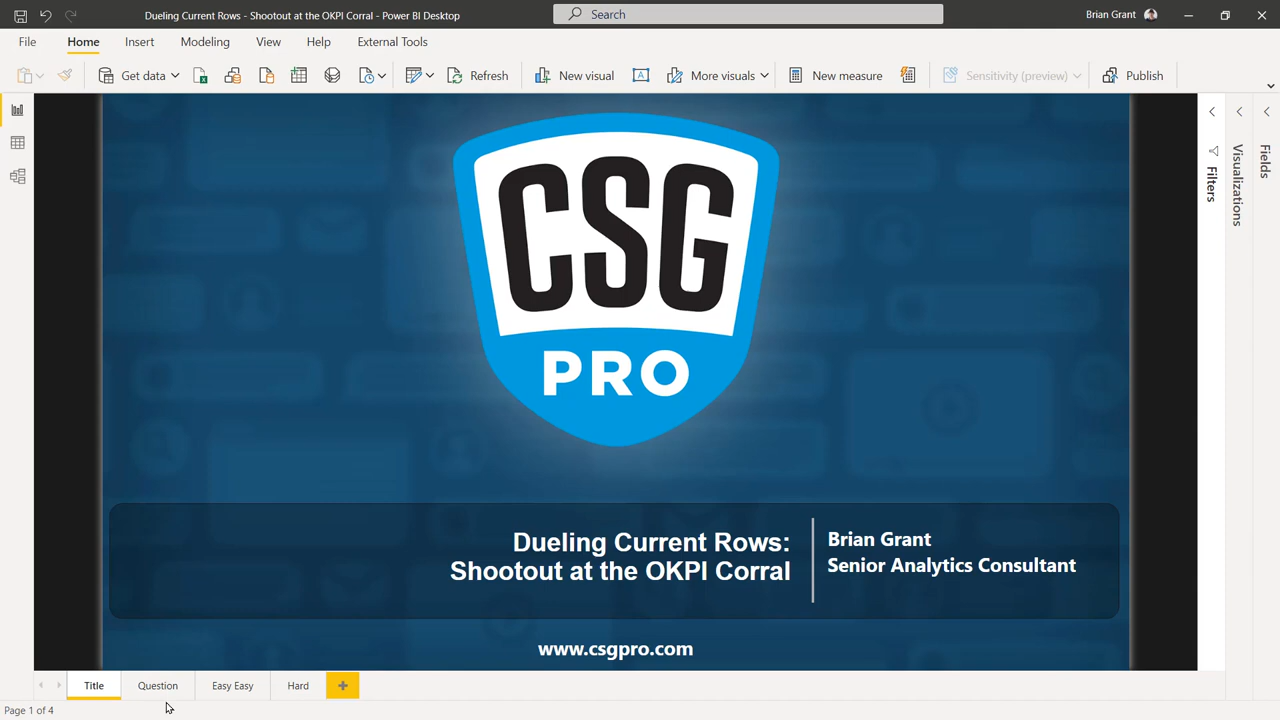 Dueling Current Rows - Shootout at the OKPI Corral - Power BI Desktop
Search
Brian Grant
File
Home
Insert
Modeling
View
Help
External Tools
Get data
Refresh
New visual
More visuals
New measure
Sensitivity (preview)
Publish
CSG
PRO
Filters
Visualizations
Fields
Dueling Current Rows:
Shootout at the OKPI Corral
Brian Grant
Senior Analytics Consultant
www.csgpro.com
Title
Question
Easy Easy
Hard
Page 1 of 4